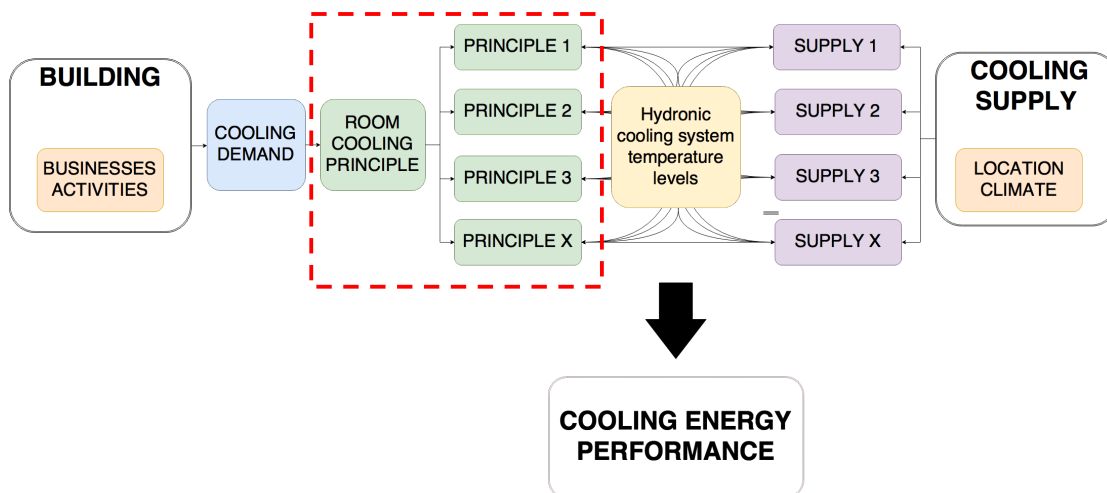 BUILDING
BUSINESSES
ACTIVITIES
COOLING
DEMAND
ROOM
COOLING
PRINCIPLE
PRINCIPLE 1
PRINCIPLE 2
PRINCIPLE 3
PRINCIPLE X
Hydronic
cooling system
temperature
levels
SUPPLY 1
SUPPLY 2
SUPPLY 3
SUPPLY X
COOLING
SUPPLY
LOCATION
CLIMATE
COOLING ENERGY
PERFORMANCE